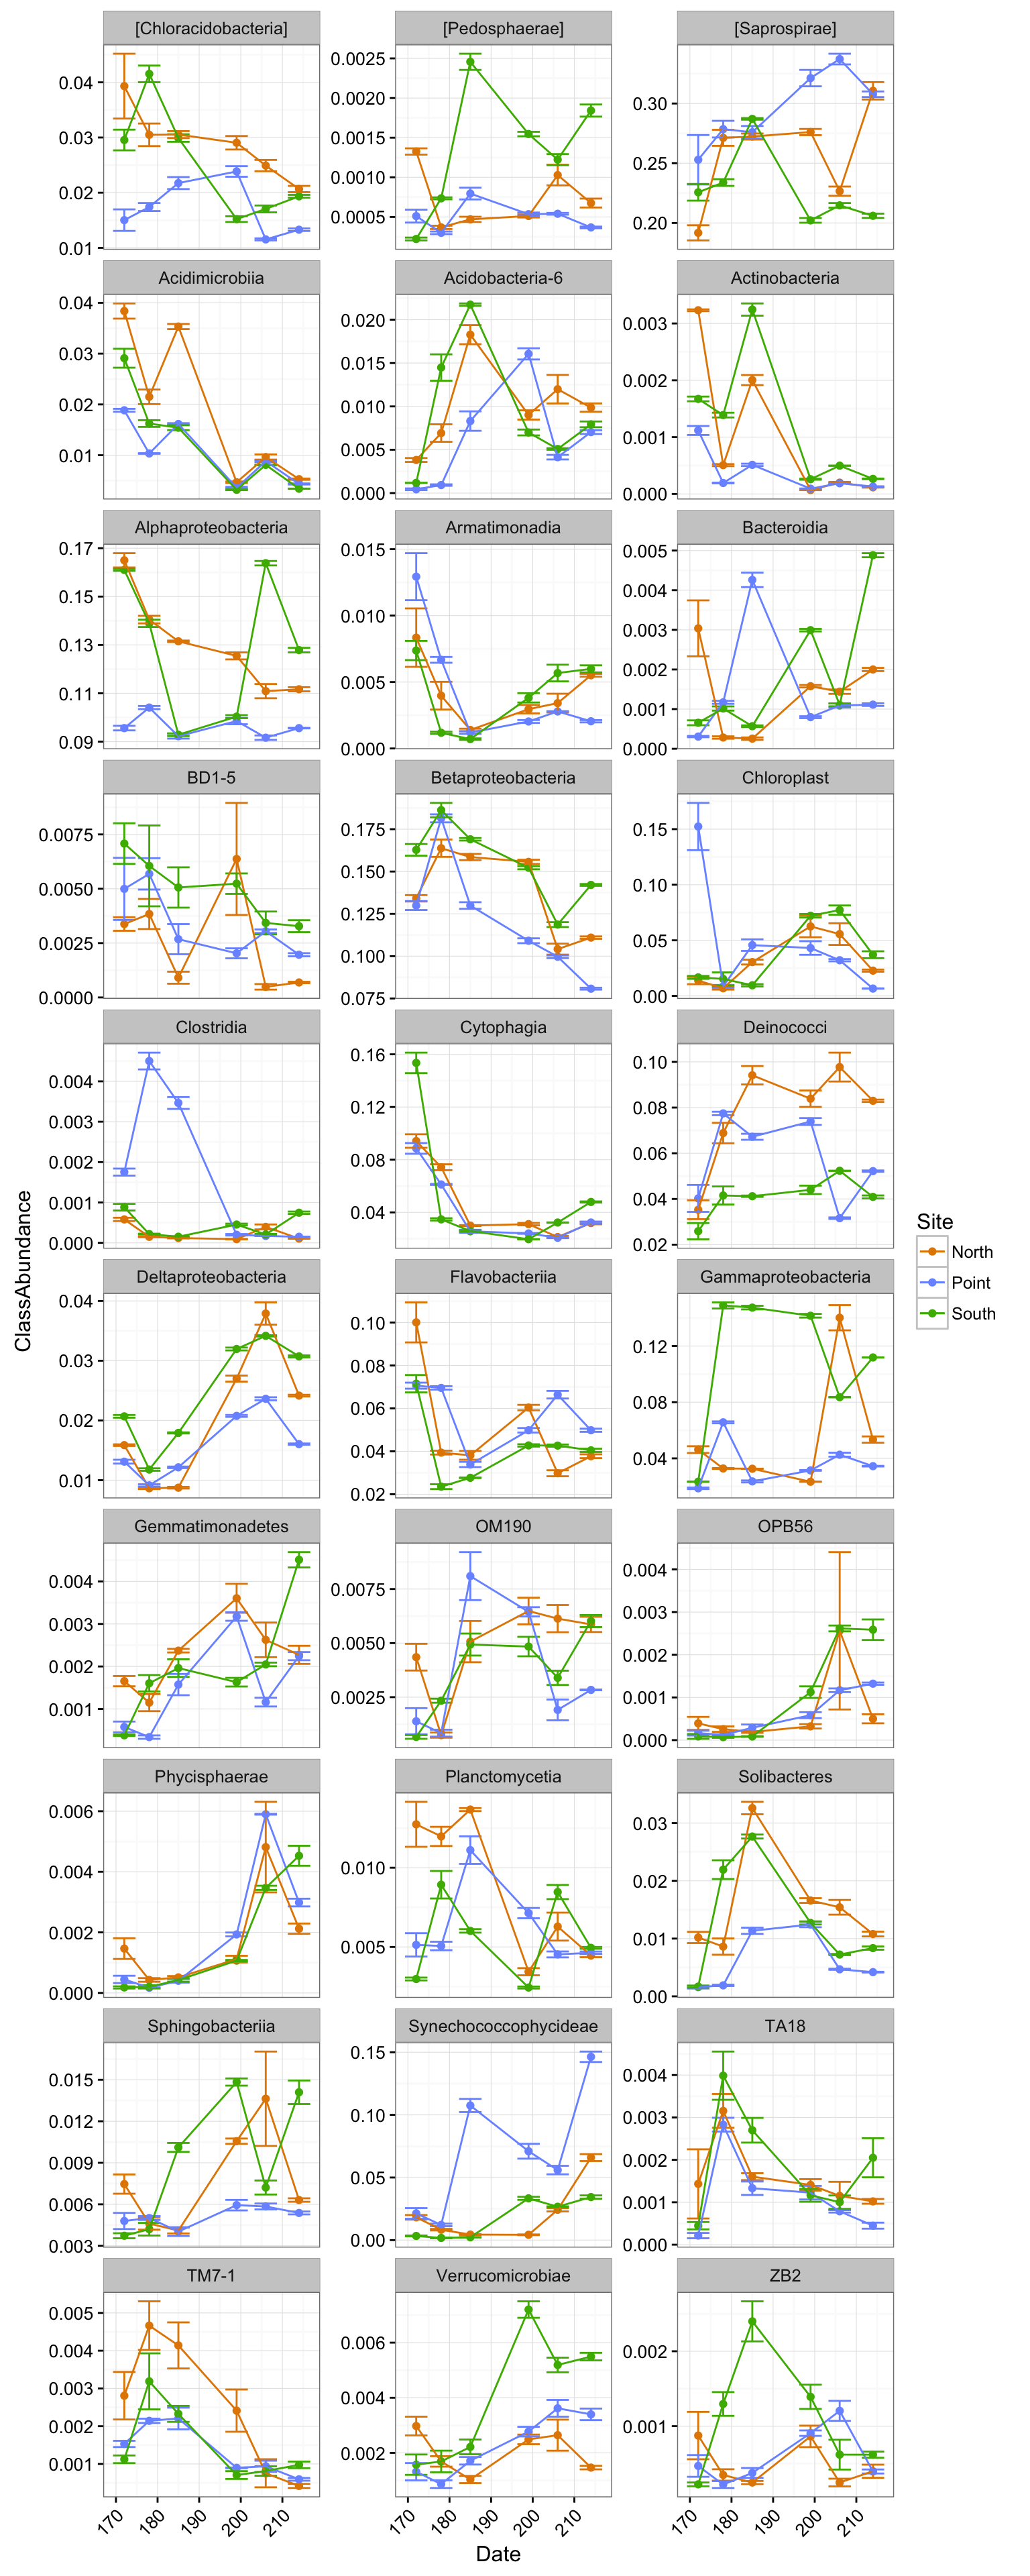 [Chloracidobacteria] [Pedosphaerae] [Saprospirae]
0.04 0.03 0.02 0.01
0.0025 0.0020 0.0015 0.0010 0.0005
0.30 0.25 0.20
Acidimicrobiia Acidobacteria-6 Actinobacteria
0.04 0.03 0.02 0.01
0.020 0.015 0.010 0.005 0.000
0.003 0.002 0.001 0.000
Alphaproteobacteria Armatimonadia Bacteroidia
0.17 0.15 0.13 0.11 0.09
0.015 0.010 0.005 0.000
0.005 0.004 0.003 0.002 0.001 0.000
BD1-5 Betaproteobacteria Chloroplast
0.0075 0.0050 0.0025 0.0000
0.175 0.150 0.125 0.100 0.075
0.15 0.10 0.05 0.00
Clostridia Cytophagia Deinococci
0.004 0.003 0.002 0.001 0.000
0.16 0.12 0.08 0.04
0.10 0.08 0.06 0.04 0.02
Deltaproteobacteria Flavobacteriia Gammaproteobacteria
0.04 0.03 0.02 0.01
0.10 0.08 0.06 0.04 0.02
0.12 0.08 0.04
Gemmatimonadetes OM190 OPB56
0.004 0.003 0.002 0.001
0.0075 0.0050 0.0025
0.004 0.003 0.002 0.001 0.000
Phycisphaerae Planctomycetia Solibacteres
0.006 0.004 0.002 0.000
0.010 0.005
0.03 0.02 0.01 0.00
Sphingobacteriia Synechococcophycideae TA18
0.015 0.012 0.009 0.006 0.003
0.15 0.10 0.05 0.00
0.004 0.003 0.002 0.001 0.000
TM7-1 Verrucomicrobiae ZB2
0.005 0.004 0.003 0.002 0.001
0.006 0.004 0.002
0.002 0.001
170 180 190 200 210
170 180 190 200 210
170 180 190 200 210
Date
ClassAbundance
Site
North
Point
South